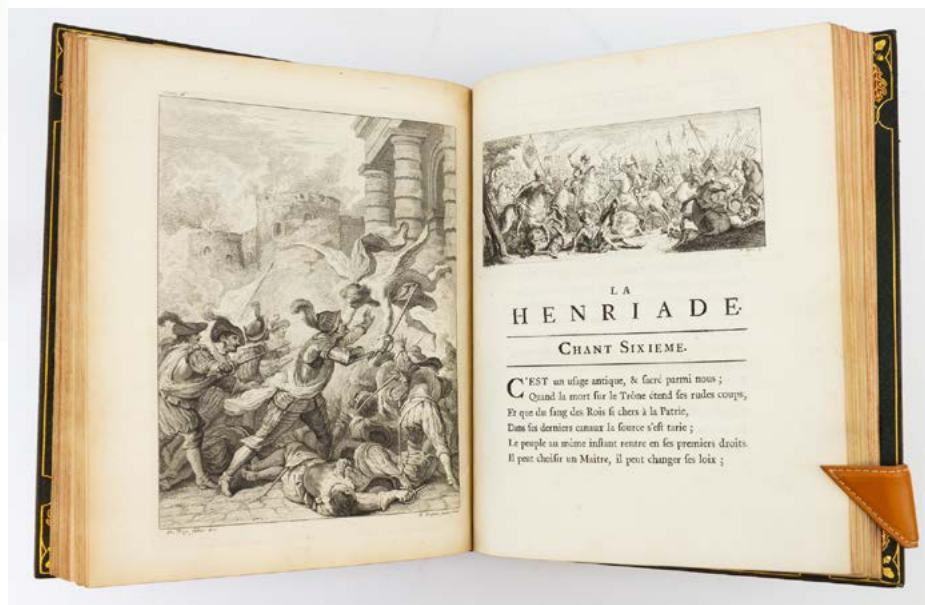 LA
HENRIADE.
CHANT SIXIEME.
C'EST un usage antique, & sacré parmi nous ;
Quand la mort sur le Trône étend ses rudes coups,
Et que du sang des Rois si chers à la Patrie,
Dans ses derniers canaux la source s'est tarie ;
Le peuple au même instant rentre en ses premiers droits.
Il peut choisir un Maitre, il peut changer ses loix ;